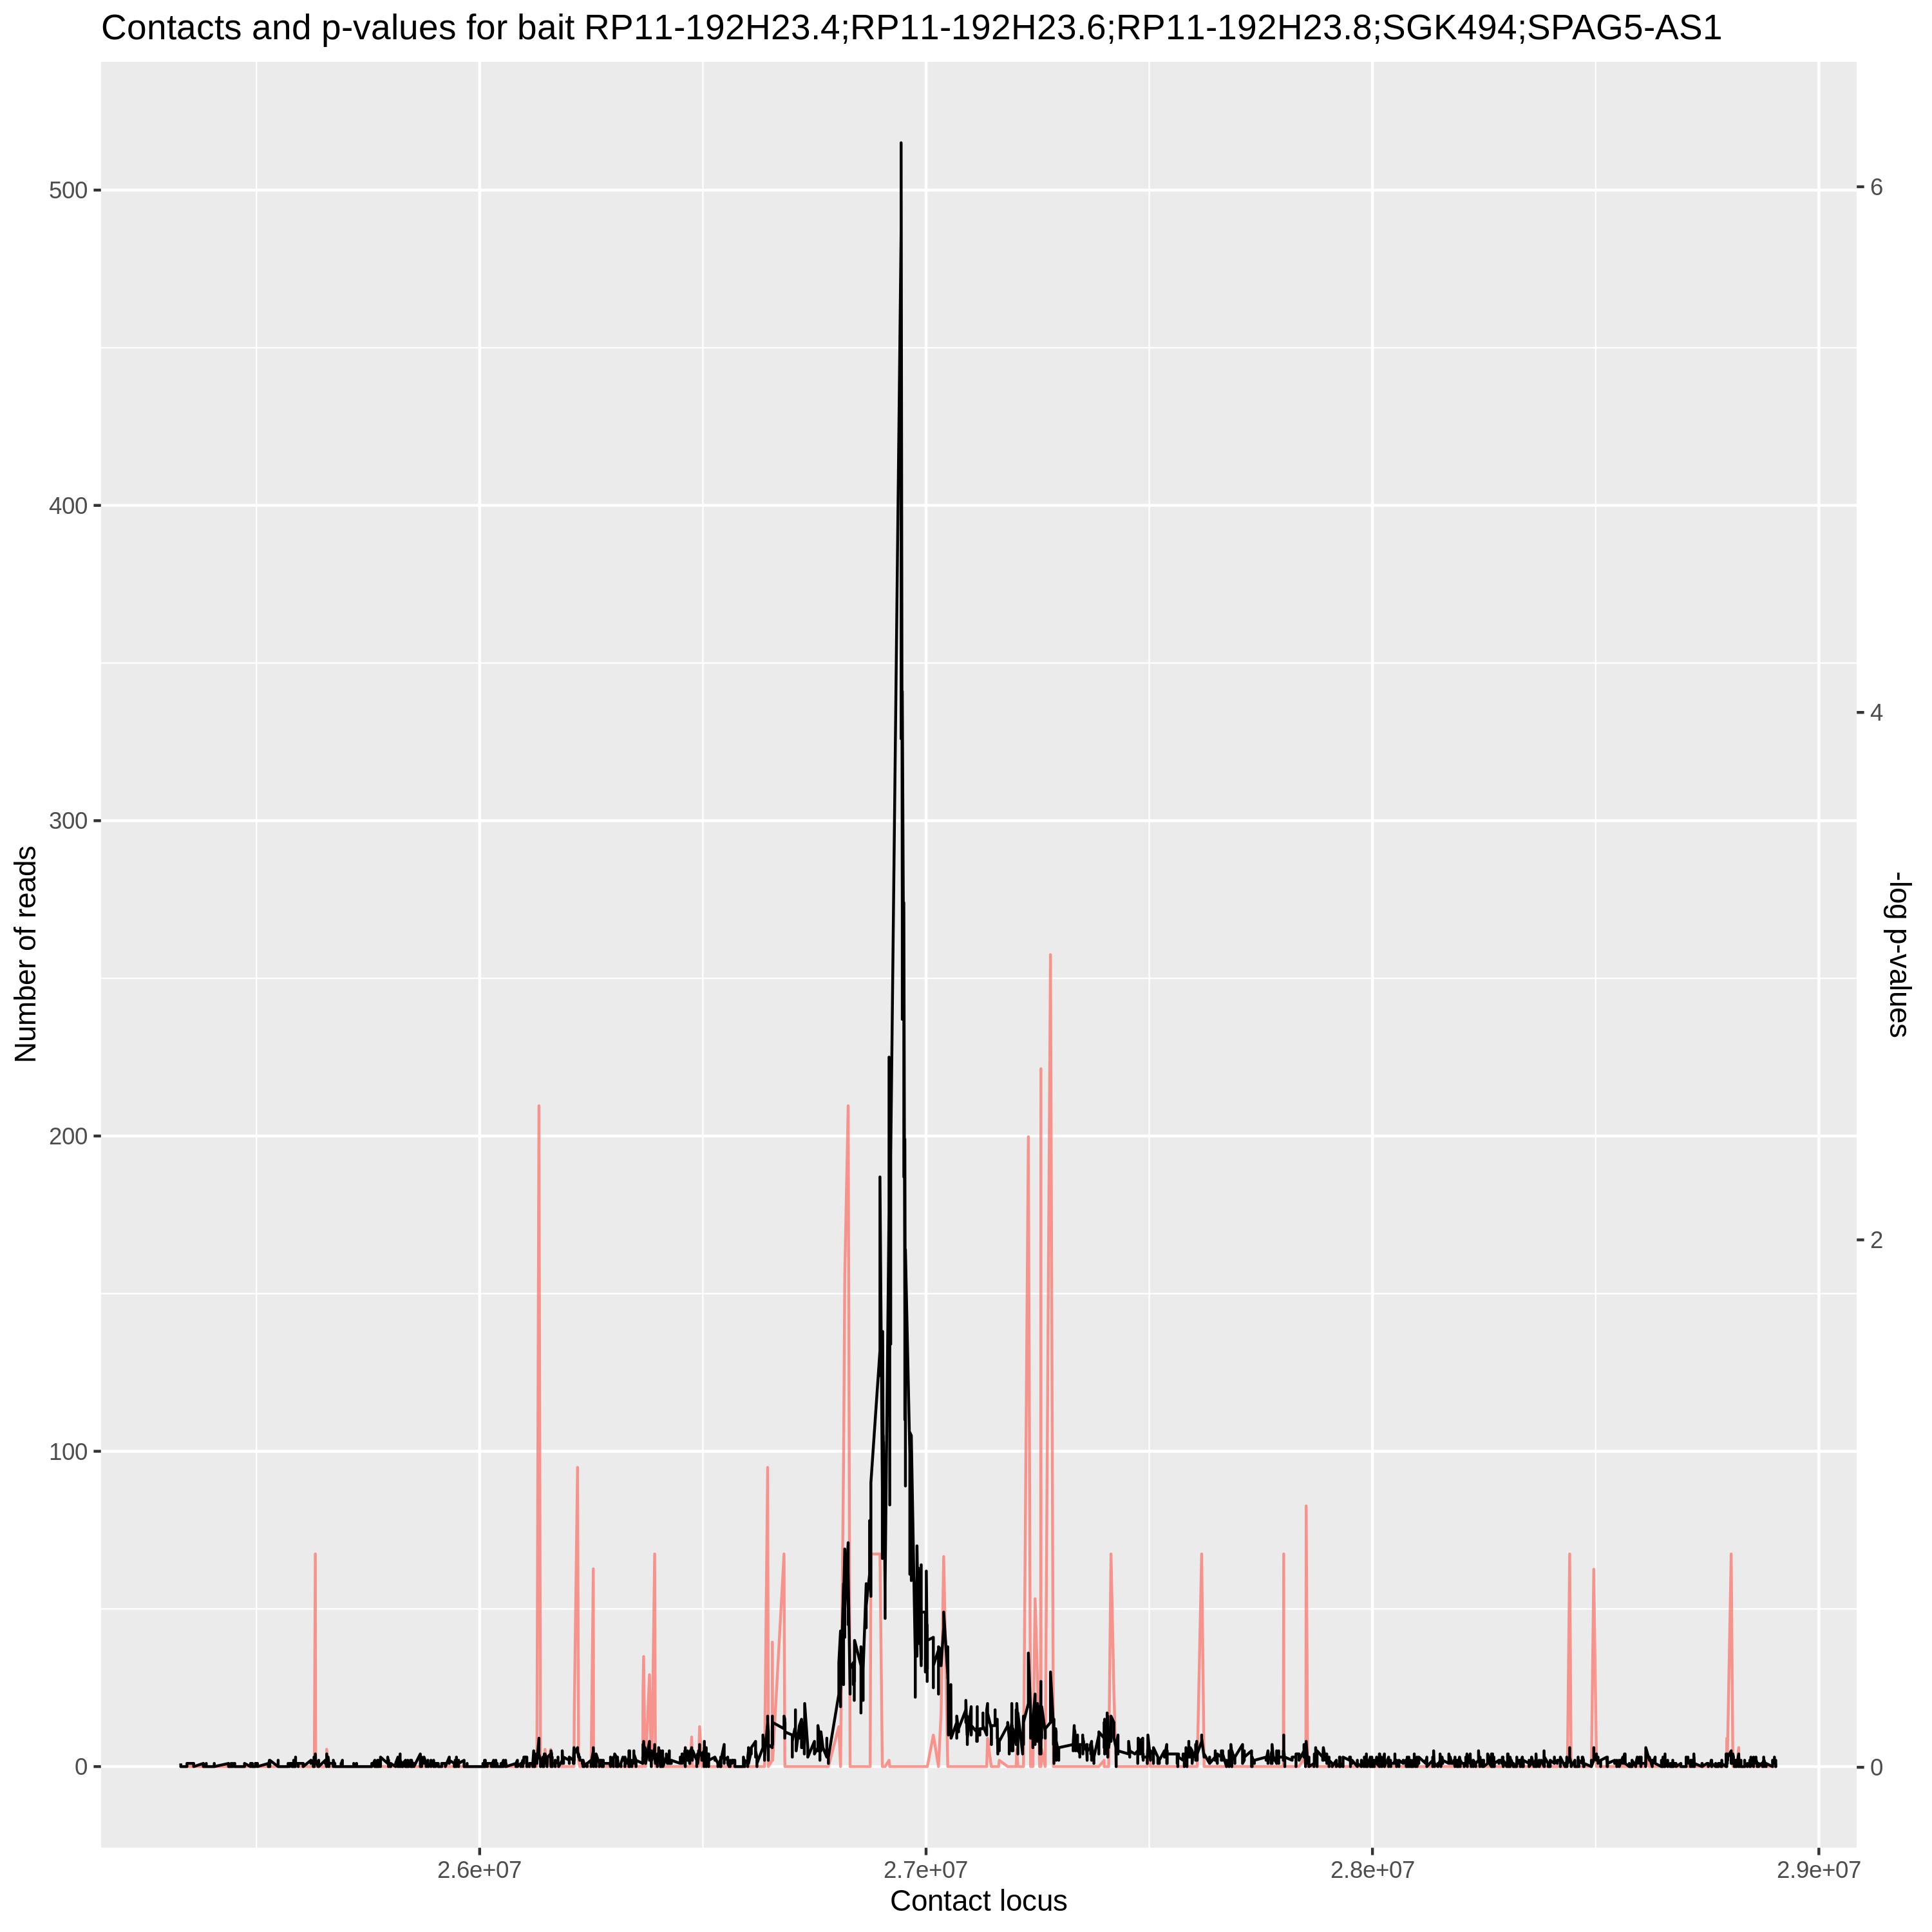 Contacts and p-values for bait RP11-192H23.4;RP11-192H23.6;RP11-192H23.8;SGK494;SPAG5-AS1
500
400
300
200
100
0
Number of reads
6
4
2
0
-log p-values
2.6e+07
2.7e+07
2.8e+07
2.9e+07
Contact locus